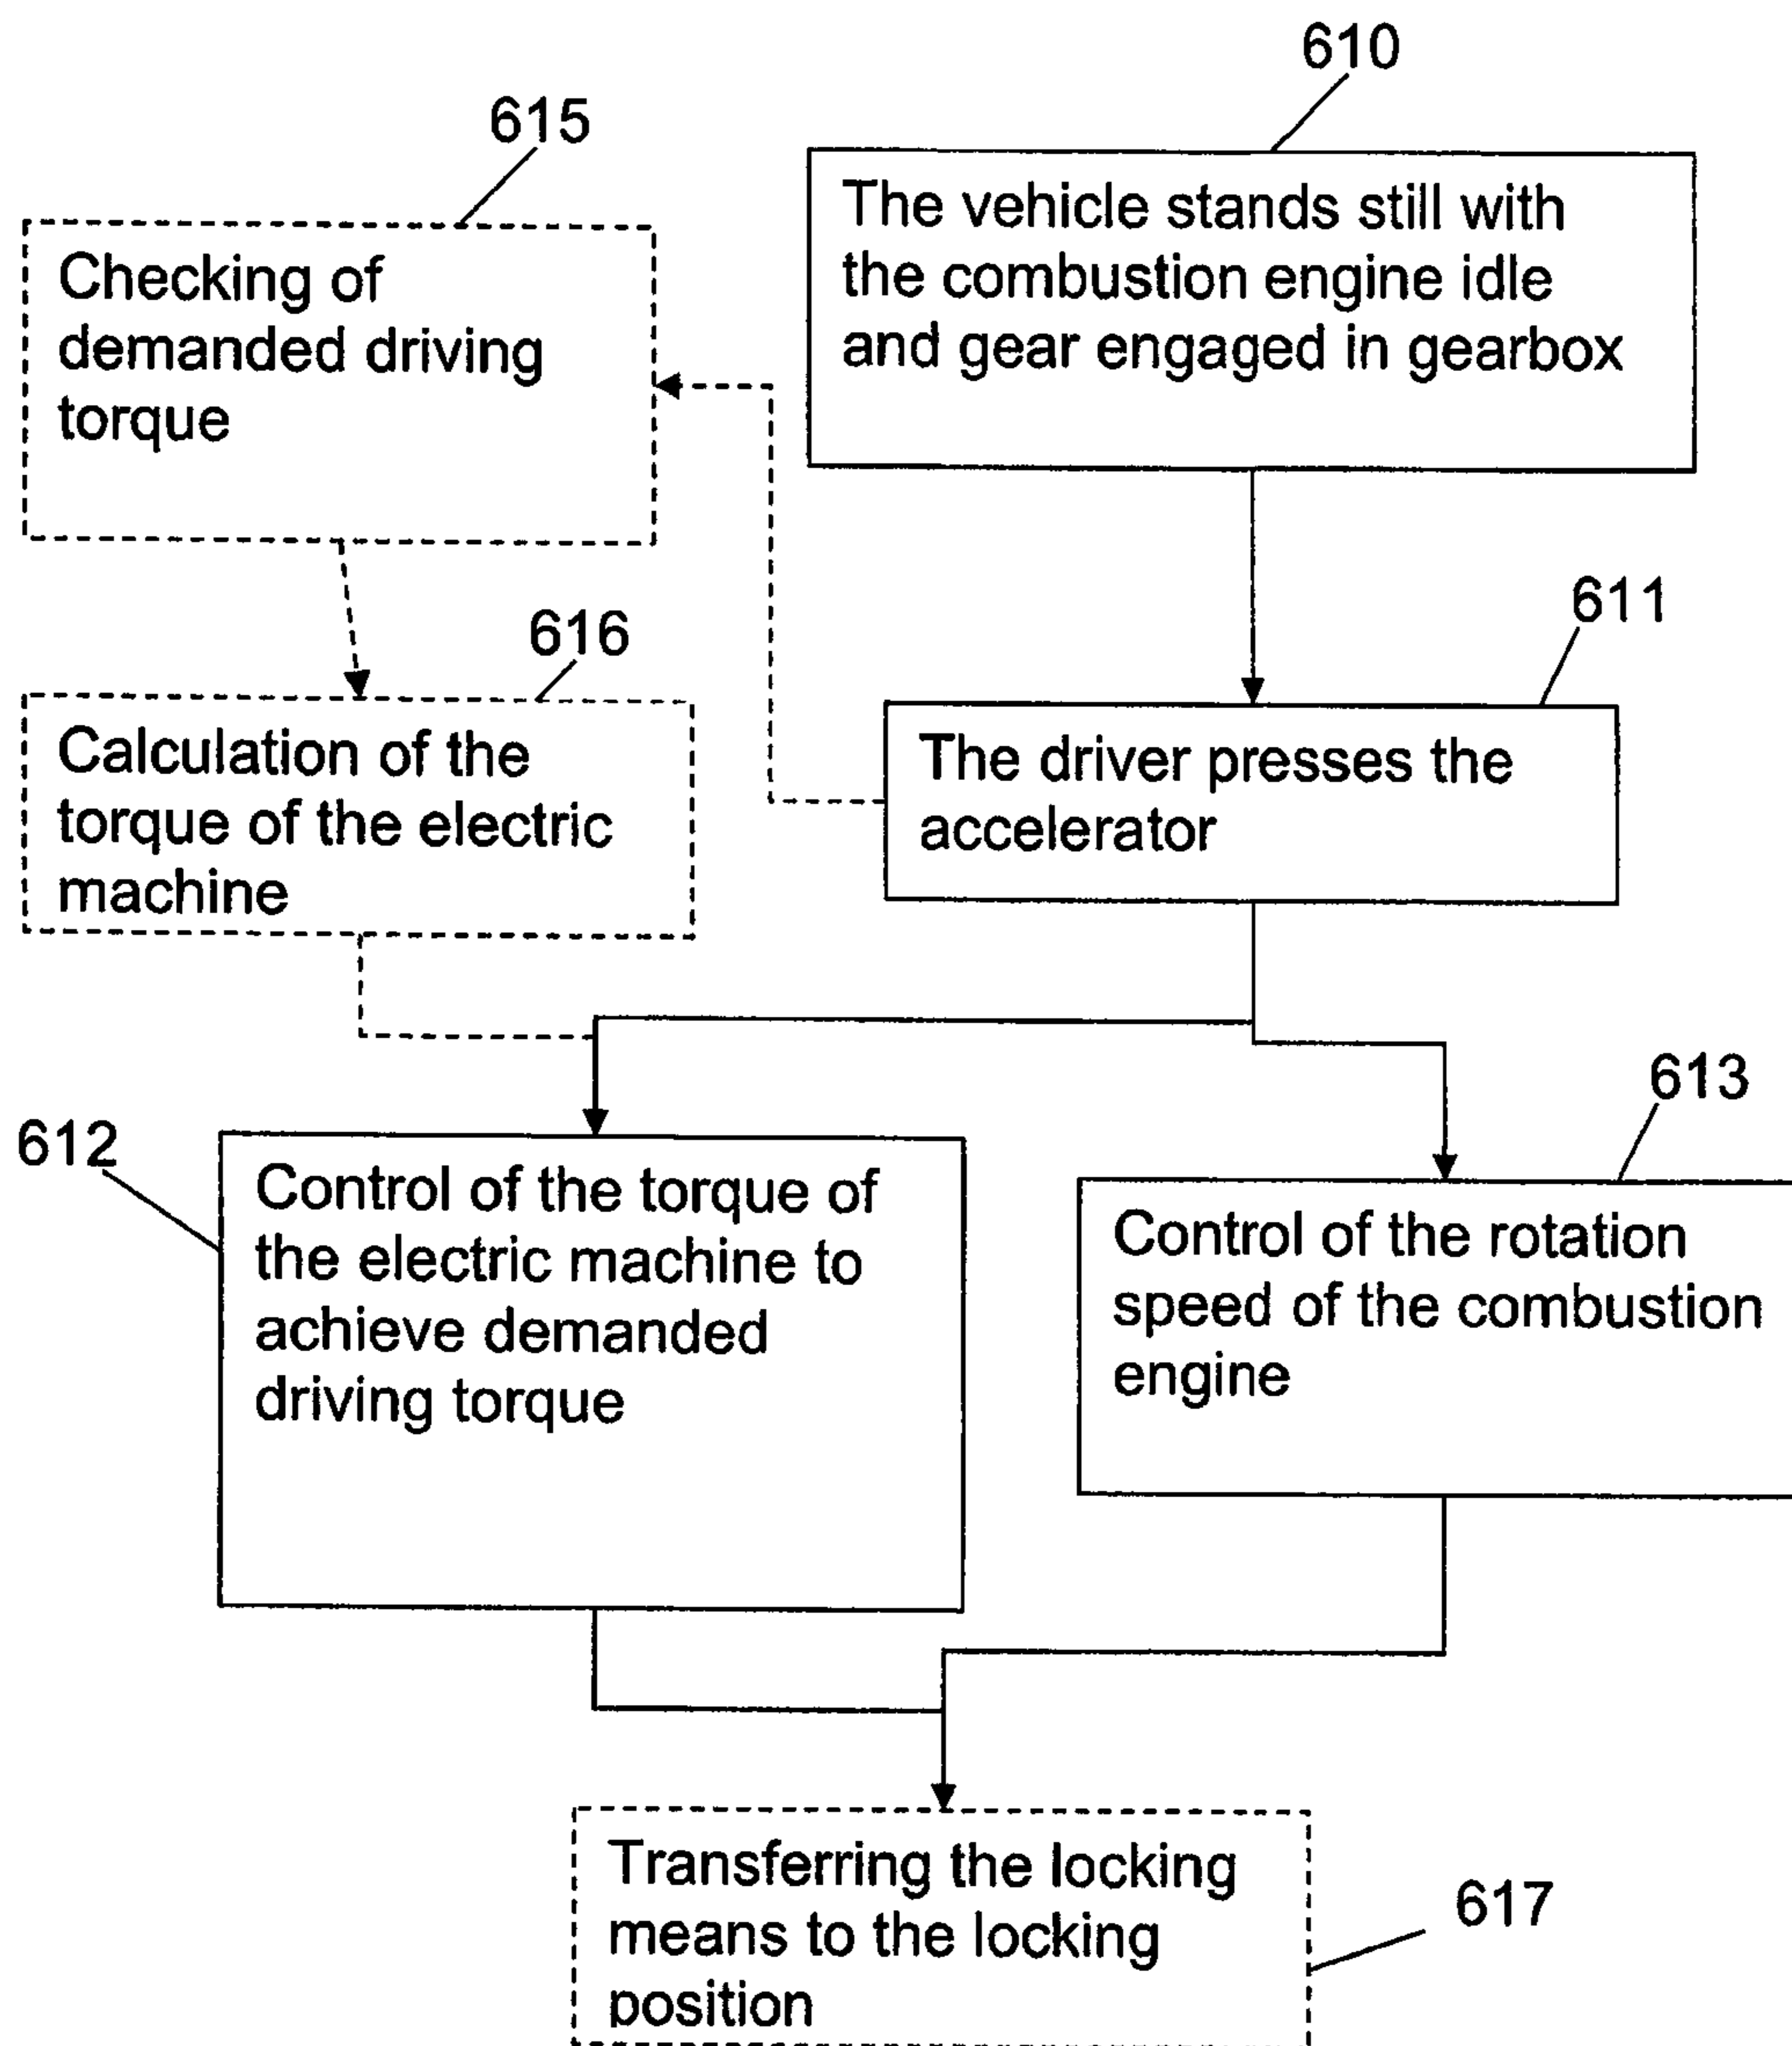 610
The vehicle stands still with
the combustion engine idle
and gear engaged in gearbox
615
Checking of
demanded driving
torque
611
The driver presses the
accelerator
616
Calculation of the
torque of the electric
machine
612
Control of the torque of
the electric machine to
achieve demanded
driving torque
613
Control of the rotation
speed of the combustion
engine
617
Transferring the locking
means to the locking
position